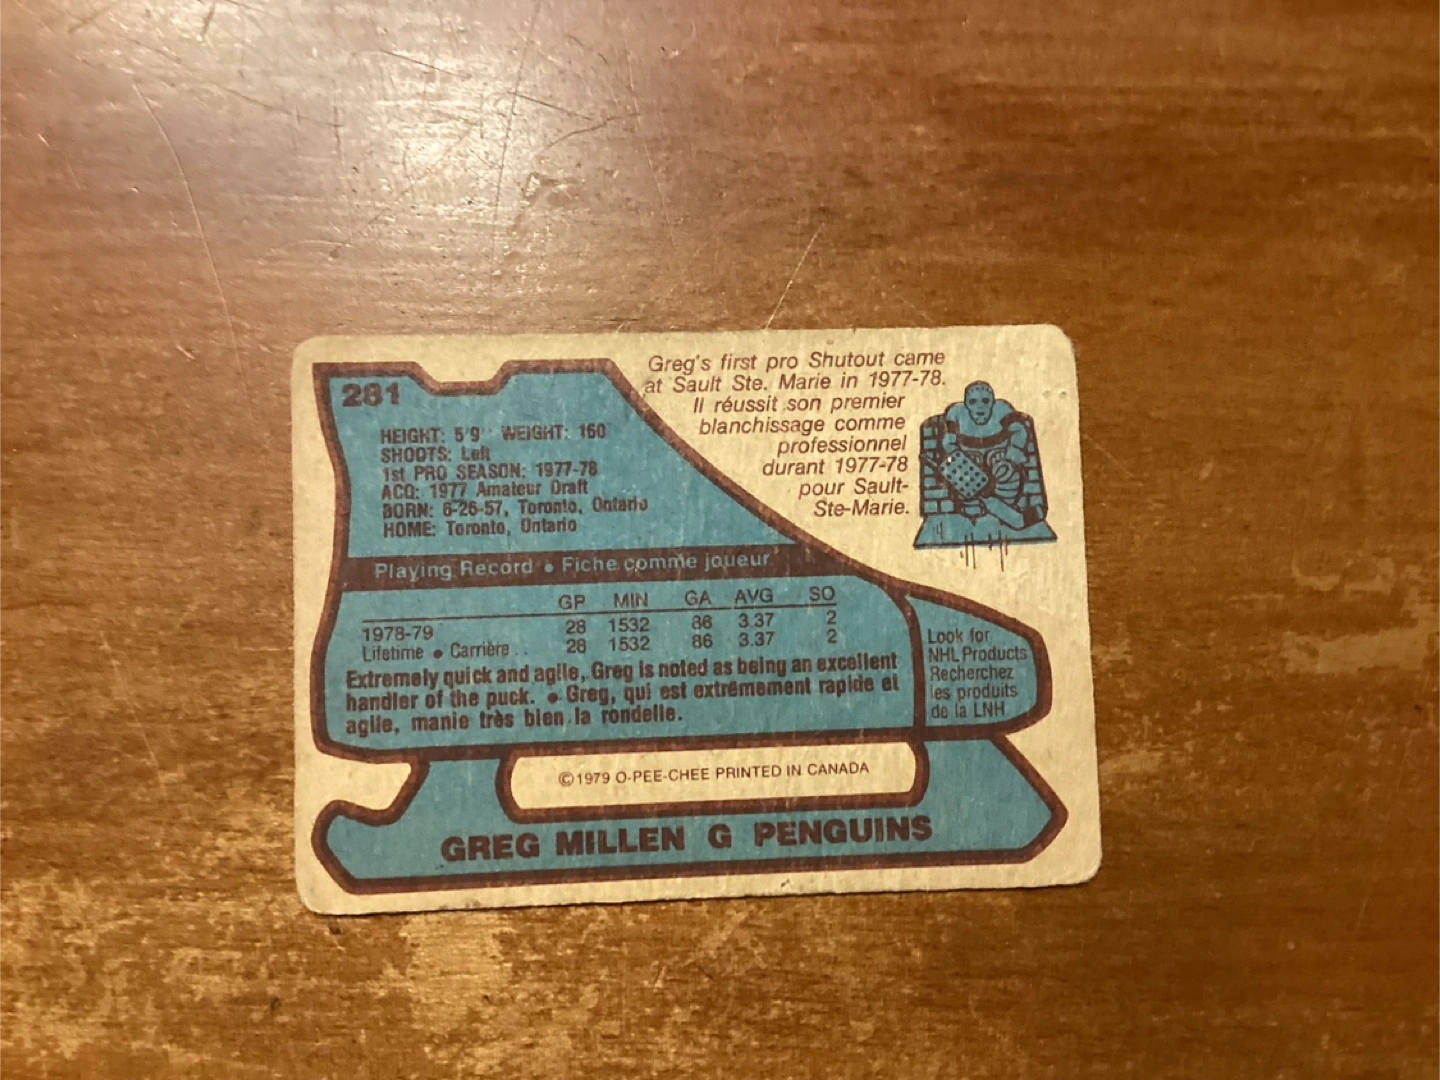 281
HEIGHT: 5'9" WEIGHT: 160
SHOOTS: Left
1st PRO SEASON: 1977-78
ACQ: 1977 Amateur Draft
BORN: 6-26-57, Toronto, Ontario
HOME: Toronto, Ontario
Greg's first pro Shutout came
at Sault Ste. Marie in 1977-78.
Il réussit son premier
blanchissage comme
professionnel
durant 1977-78
pour Sault-
Ste-Marie.
Playing Record • Fiche comme joueur
GP MIN GA AVG SO
1978-79 28 1532 86 3.37 2
Lifetime • Carrière .. 28 1532 86 3.37 2
Extremely quick and agile, Greg is noted as being an excellent
handler of the puck. • Greg, qui est extrêmement rapide et
agile, manie très bien la rondelle.
Look for
NHL Products
Recherchez
les produits
de la LNH
©1979 O-PEE-CHEE PRINTED IN CANADA
GREG MILLEN G PENGUINS